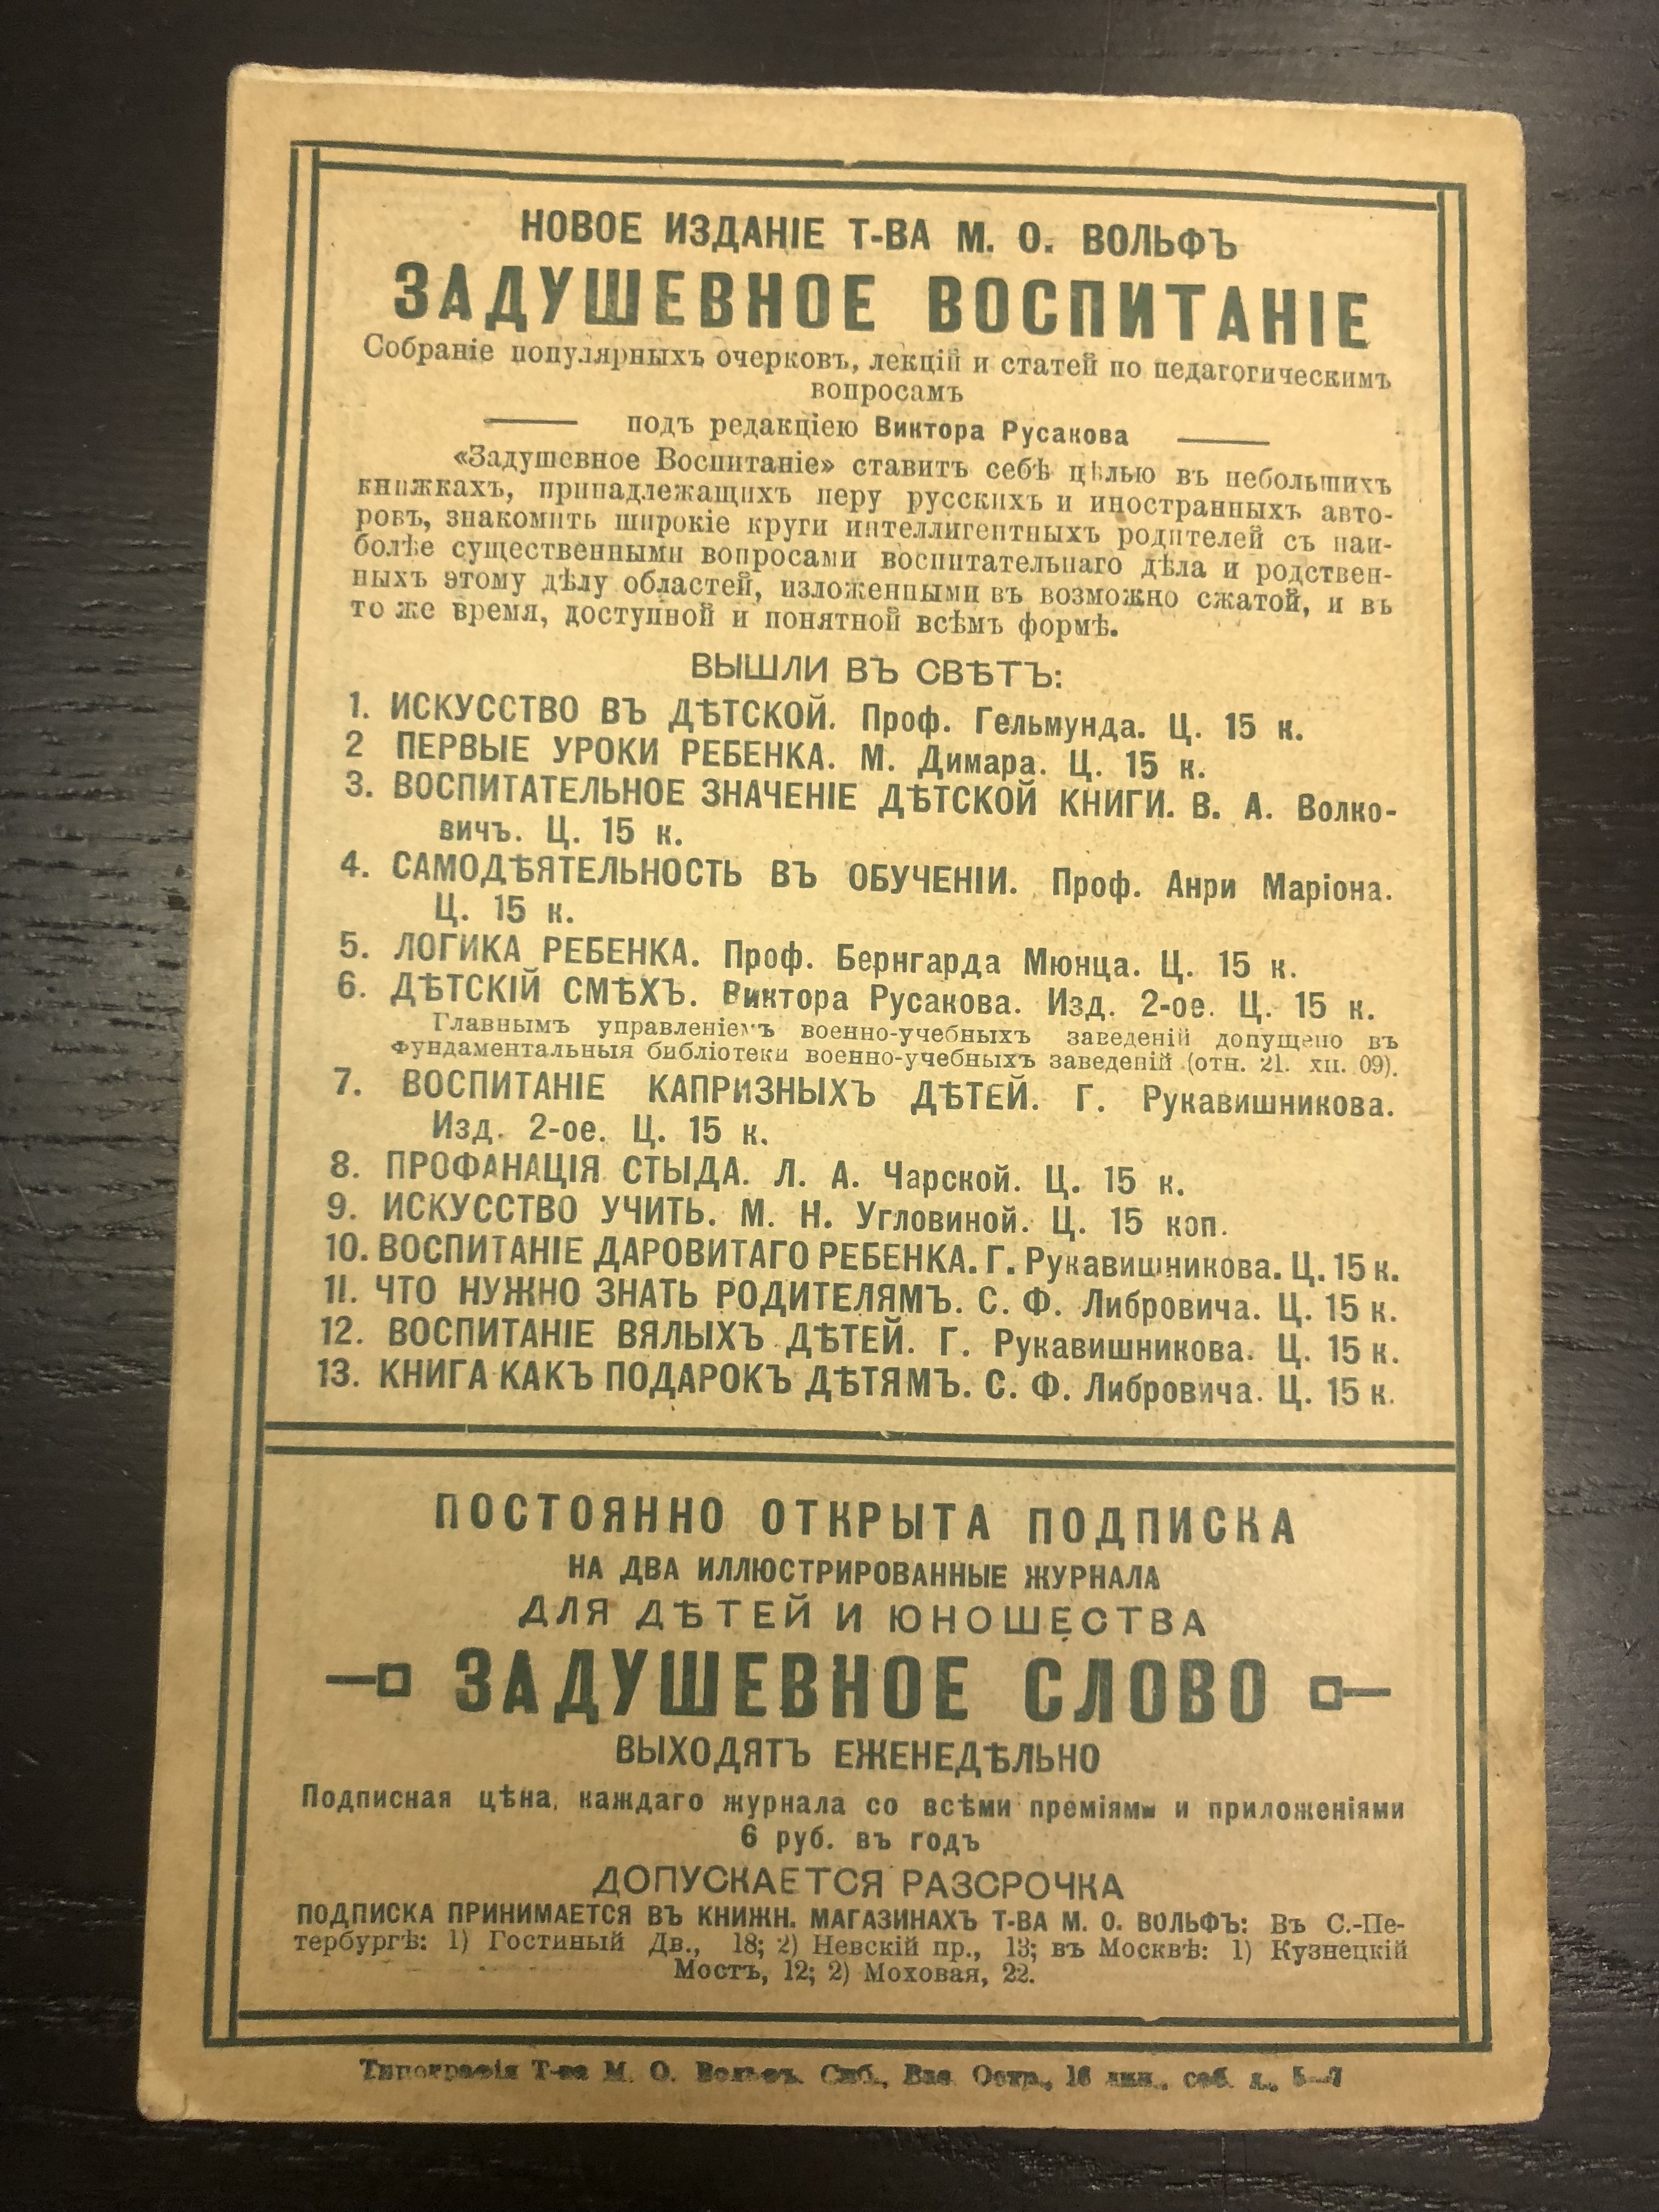 НОВОЕ ИЗДАНІЕ Т-ВА М. О. ВОЛЬФЪ
ЗАДУШЕВНОЕ ВОСПИТАНІЕ
Собраніе популярныхъ очерковъ, лекцій и статей по педагогическимъ
вопросамъ
подъ редакціею Виктора Русакова
«Задушевное Воспитаніе» ставитъ себѣ цѣлью въ небольшихъ
книжкахъ, принадлежащихъ перу русскихъ и иностранныхъ авто-
ровъ, знакомить широкіе круги интеллигентныхъ родителей съ наи-
болѣе существенными вопросами воспитательнаго дѣла и родствен-
ныхъ этому дѣлу областей, изложенными въ возможно сжатой, и въ
то же время, доступной и понятной всѣмъ формѣ.
ВЫШЛИ ВЪ СВѢТЪ:
1. ИСКУССТВО ВЪ ДѢТСКОЙ. Проф. Гельмунда. Ц. 15 к.
2 ПЕРВЫЕ УРОКИ РЕБЕНКА. М. Димара. Ц. 15 к.
3. ВОСПИТАТЕЛЬНОЕ ЗНАЧЕНІЕ ДѢТСКОЙ КНИГИ. В. А. Волко-
вичъ. Ц. 15 к.
4. САМОДѢЯТЕЛЬНОСТЬ ВЪ ОБУЧЕНІИ. Проф. Анри Маріона.
Ц. 15 к.
5. ЛОГИКА РЕБЕНКА. Проф. Бернгарда Мюнца. Ц. 15 к.
6. ДѢТСКІЙ СМѢХЪ. Виктора Русакова. Изд. 2-ое. Ц. 15 к.
Главнымъ управленіемъ военно-учебныхъ заведеній допущено въ
фундаментальныя библіотеки военно-учебныхъ заведеній (отн. 21. XII. 09).
7. ВОСПИТАНІЕ КАПРИЗНЫХЪ ДѢТЕЙ. Г. Рукавишникова.
Изд. 2-ое. Ц. 15 к.
8. ПРОФАНАЦІЯ СТЫДА. Л. А. Чарской. Ц. 15 к.
9. ИСКУССТВО УЧИТЬ. М. Н. Угловиной. Ц. 15 коп.
10. ВОСПИТАНІЕ ДАРОВИТАГО РЕБЕНКА. Г. Рукавишникова. Ц. 15 к.
11. ЧТО НУЖНО ЗНАТЬ РОДИТЕЛЯМЪ. С. Ф. Либровича. Ц. 15 к.
12. ВОСПИТАНІЕ ВЯЛЫХЪ ДѢТЕЙ. Г. Рукавишникова. Ц. 15 к.
13. КНИГА КАКЪ ПОДАРОКЪ ДѢТЯМЪ. С. Ф. Либровича. Ц. 15 к.
ПОСТОЯННО ОТКРЫТА ПОДПИСКА
НА ДВА ИЛЛЮСТРИРОВАННЫЕ ЖУРНАЛА
ДЛЯ ДѢТЕЙ И ЮНОШЕСТВА
ЗАДУШЕВНОЕ СЛОВО
ВЫХОДЯТЪ ЕЖЕНЕДѢЛЬНО
Подписная цѣна, каждаго журнала со всѣми преміями и приложеніями
6 руб. въ годъ
ДОПУСКАЕТСЯ РАЗСРОЧКА
ПОДПИСКА ПРИНИМАЕТСЯ ВЪ КНИЖН. МАГАЗИНАХЪ Т-ВА М. О. ВОЛЬФЪ: Въ С.-Пе-
тербургѣ: 1) Гостиный Дв., 18; 2) Невскій пр., 13; въ Москвѣ: 1) Кузнецкій
Мостъ, 12; 2) Моховая, 22.
Типографія Т-ва М. О. Вольфъ. Спб., Вас. Остр., 16 лин., соб. д., 5—7